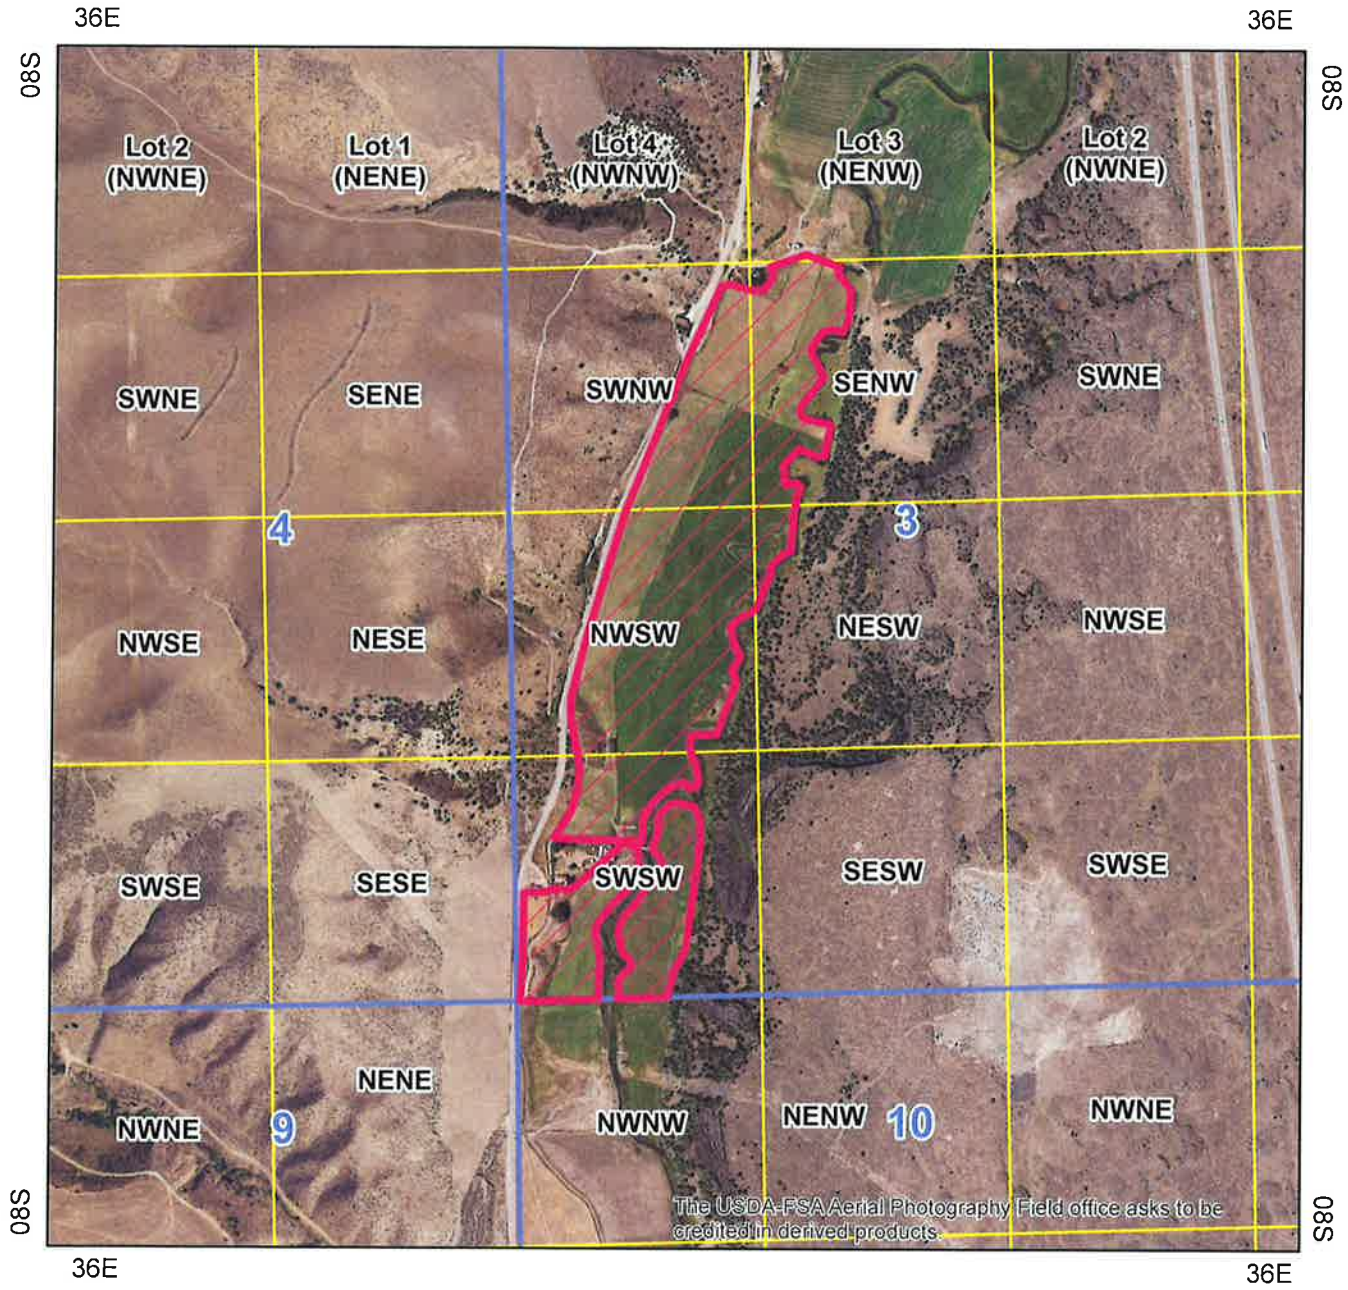 36E
36E
08S
08S
Lot 2
(NWNE)
Lot 1
(NENE)
Lot 4
(NWNW)
Lot 3
(NENW)
Lot 2
(NWNE)
SWNE
SENE
SWNW
SENW
SWNE
4
3
NWSE
NESE
NWSW
NESW
NWSE
SWSE
SESE
SWSW
SESW
SWSE
NENE
NWNE
9
NWNW
NENW
10
NWNE
The USDA-FSA Aerial Photography Field office asks to be
credited in derived products.
08S
08S
36E
36E